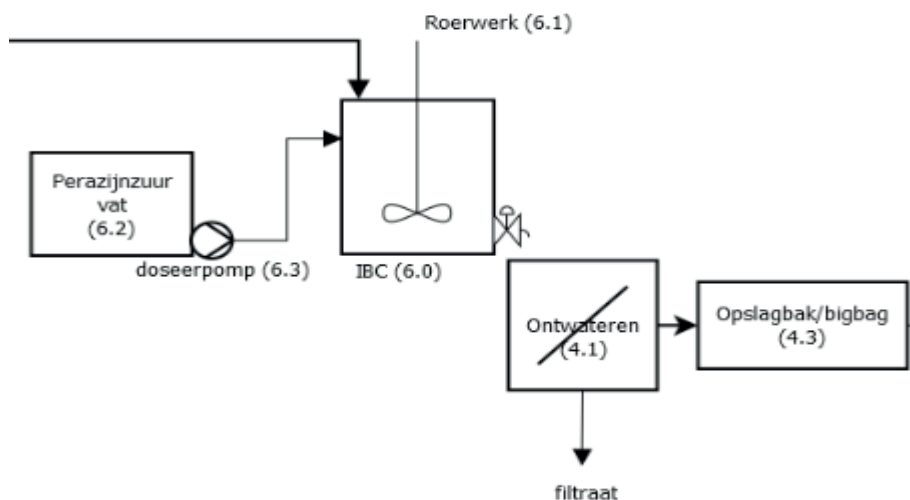 Roerwerk (6.1)
Perazijnzuur
vat
(6.2)
doseerpomp (6.3)
IBC (6.0)
Ontwateren
(4.1)
Opslagbak/bigbag
(4.3)
filtraat